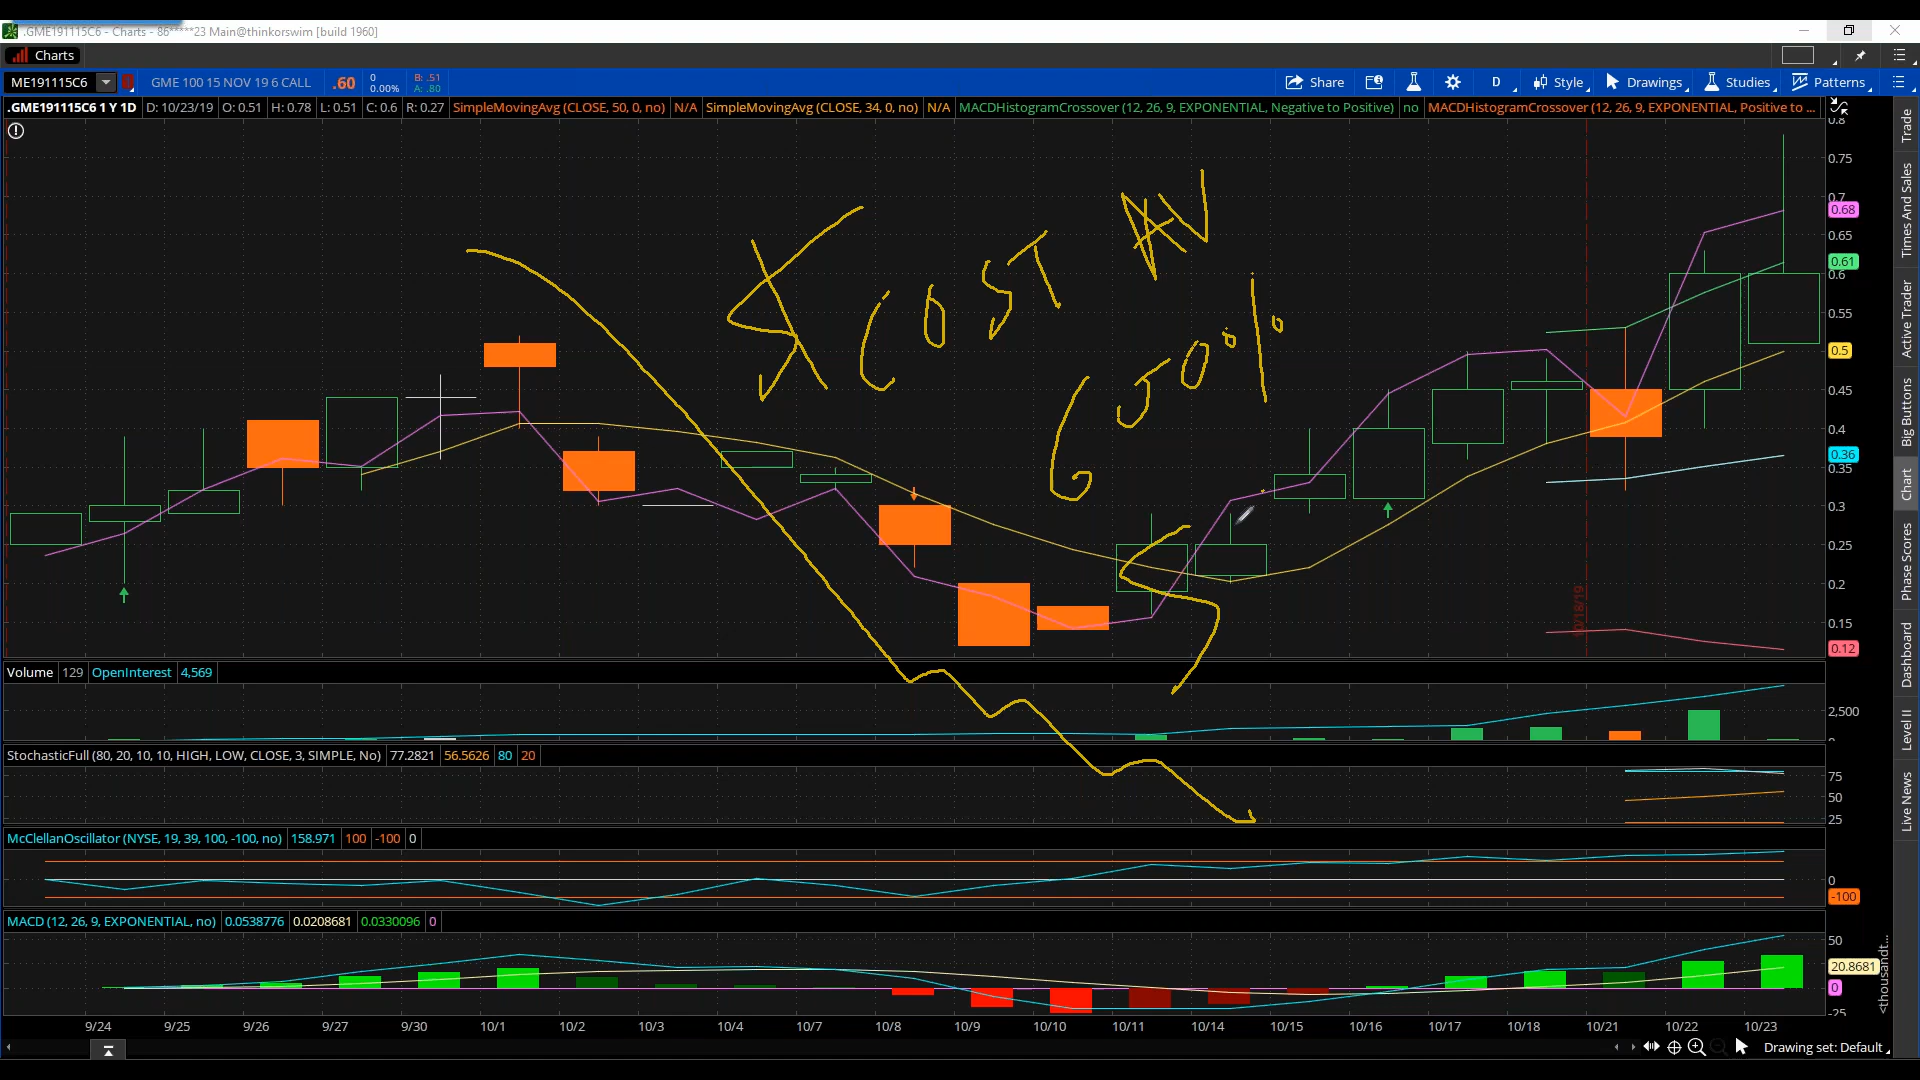 .GME191115C6 - Charts - 86*****23 Main@thinkorswim [build 1960]
Charts
ME191115C6 GME 100 15 NOV 19 6 CALL .60 0 0.00% B: .51 A: .80 Share D Style Drawings Studies Patterns
.GME191115C6 1 Y 1D D: 10/23/19 O: 0.51 H: 0.78 L: 0.51 C: 0.6 R: 0.27 SimpleMovingAvg (CLOSE, 50, 0, no) N/A SimpleMovingAvg (CLOSE, 34, 0, no) N/A MACDHistogramCrossover (12, 26, 9, EXPONENTIAL, Negative to Positive) no MACDHistogramCrossover (12, 26, 9, EXPONENTIAL, Positive to ...
0.8
0.75
0.7
0.68
0.65
0.61
0.6
0.55
0.5
0.45
0.4
0.36
0.35
0.3
0.25
0.2
0.15
0.12
COST AV
600%
10/18/19
Volume 129 OpenInterest 4,569
2,500
0
StochasticFull (80, 20, 10, 10, HIGH, LOW, CLOSE, 3, SIMPLE, No) 77.2821 56.5626 80 20
75
50
25
McClellanOscillator (NYSE, 19, 39, 100, -100, no) 158.971 100 -100 0
0
-100
MACD (12, 26, 9, EXPONENTIAL, no) 0.0538776 0.0208681 0.0330096 0
50
20.8681
0
-25
<thousandt...
9/24 9/25 9/26 9/27 9/30 10/1 10/2 10/3 10/4 10/7 10/8 10/9 10/10 10/11 10/14 10/15 10/16 10/17 10/18 10/21 10/22 10/23
Drawing set: Default
Trade
Times And Sales
Active Trader
Big Buttons
Chart
Phase Scores
Dashboard
Level II
Live News